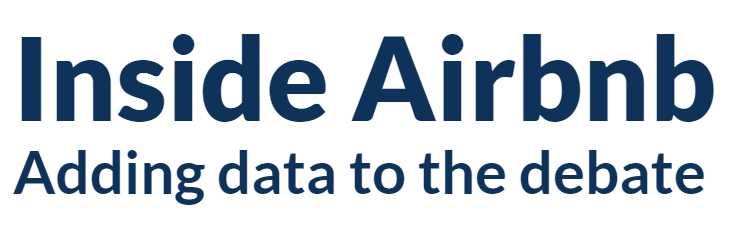 Inside Airbnb
Adding data to the debate